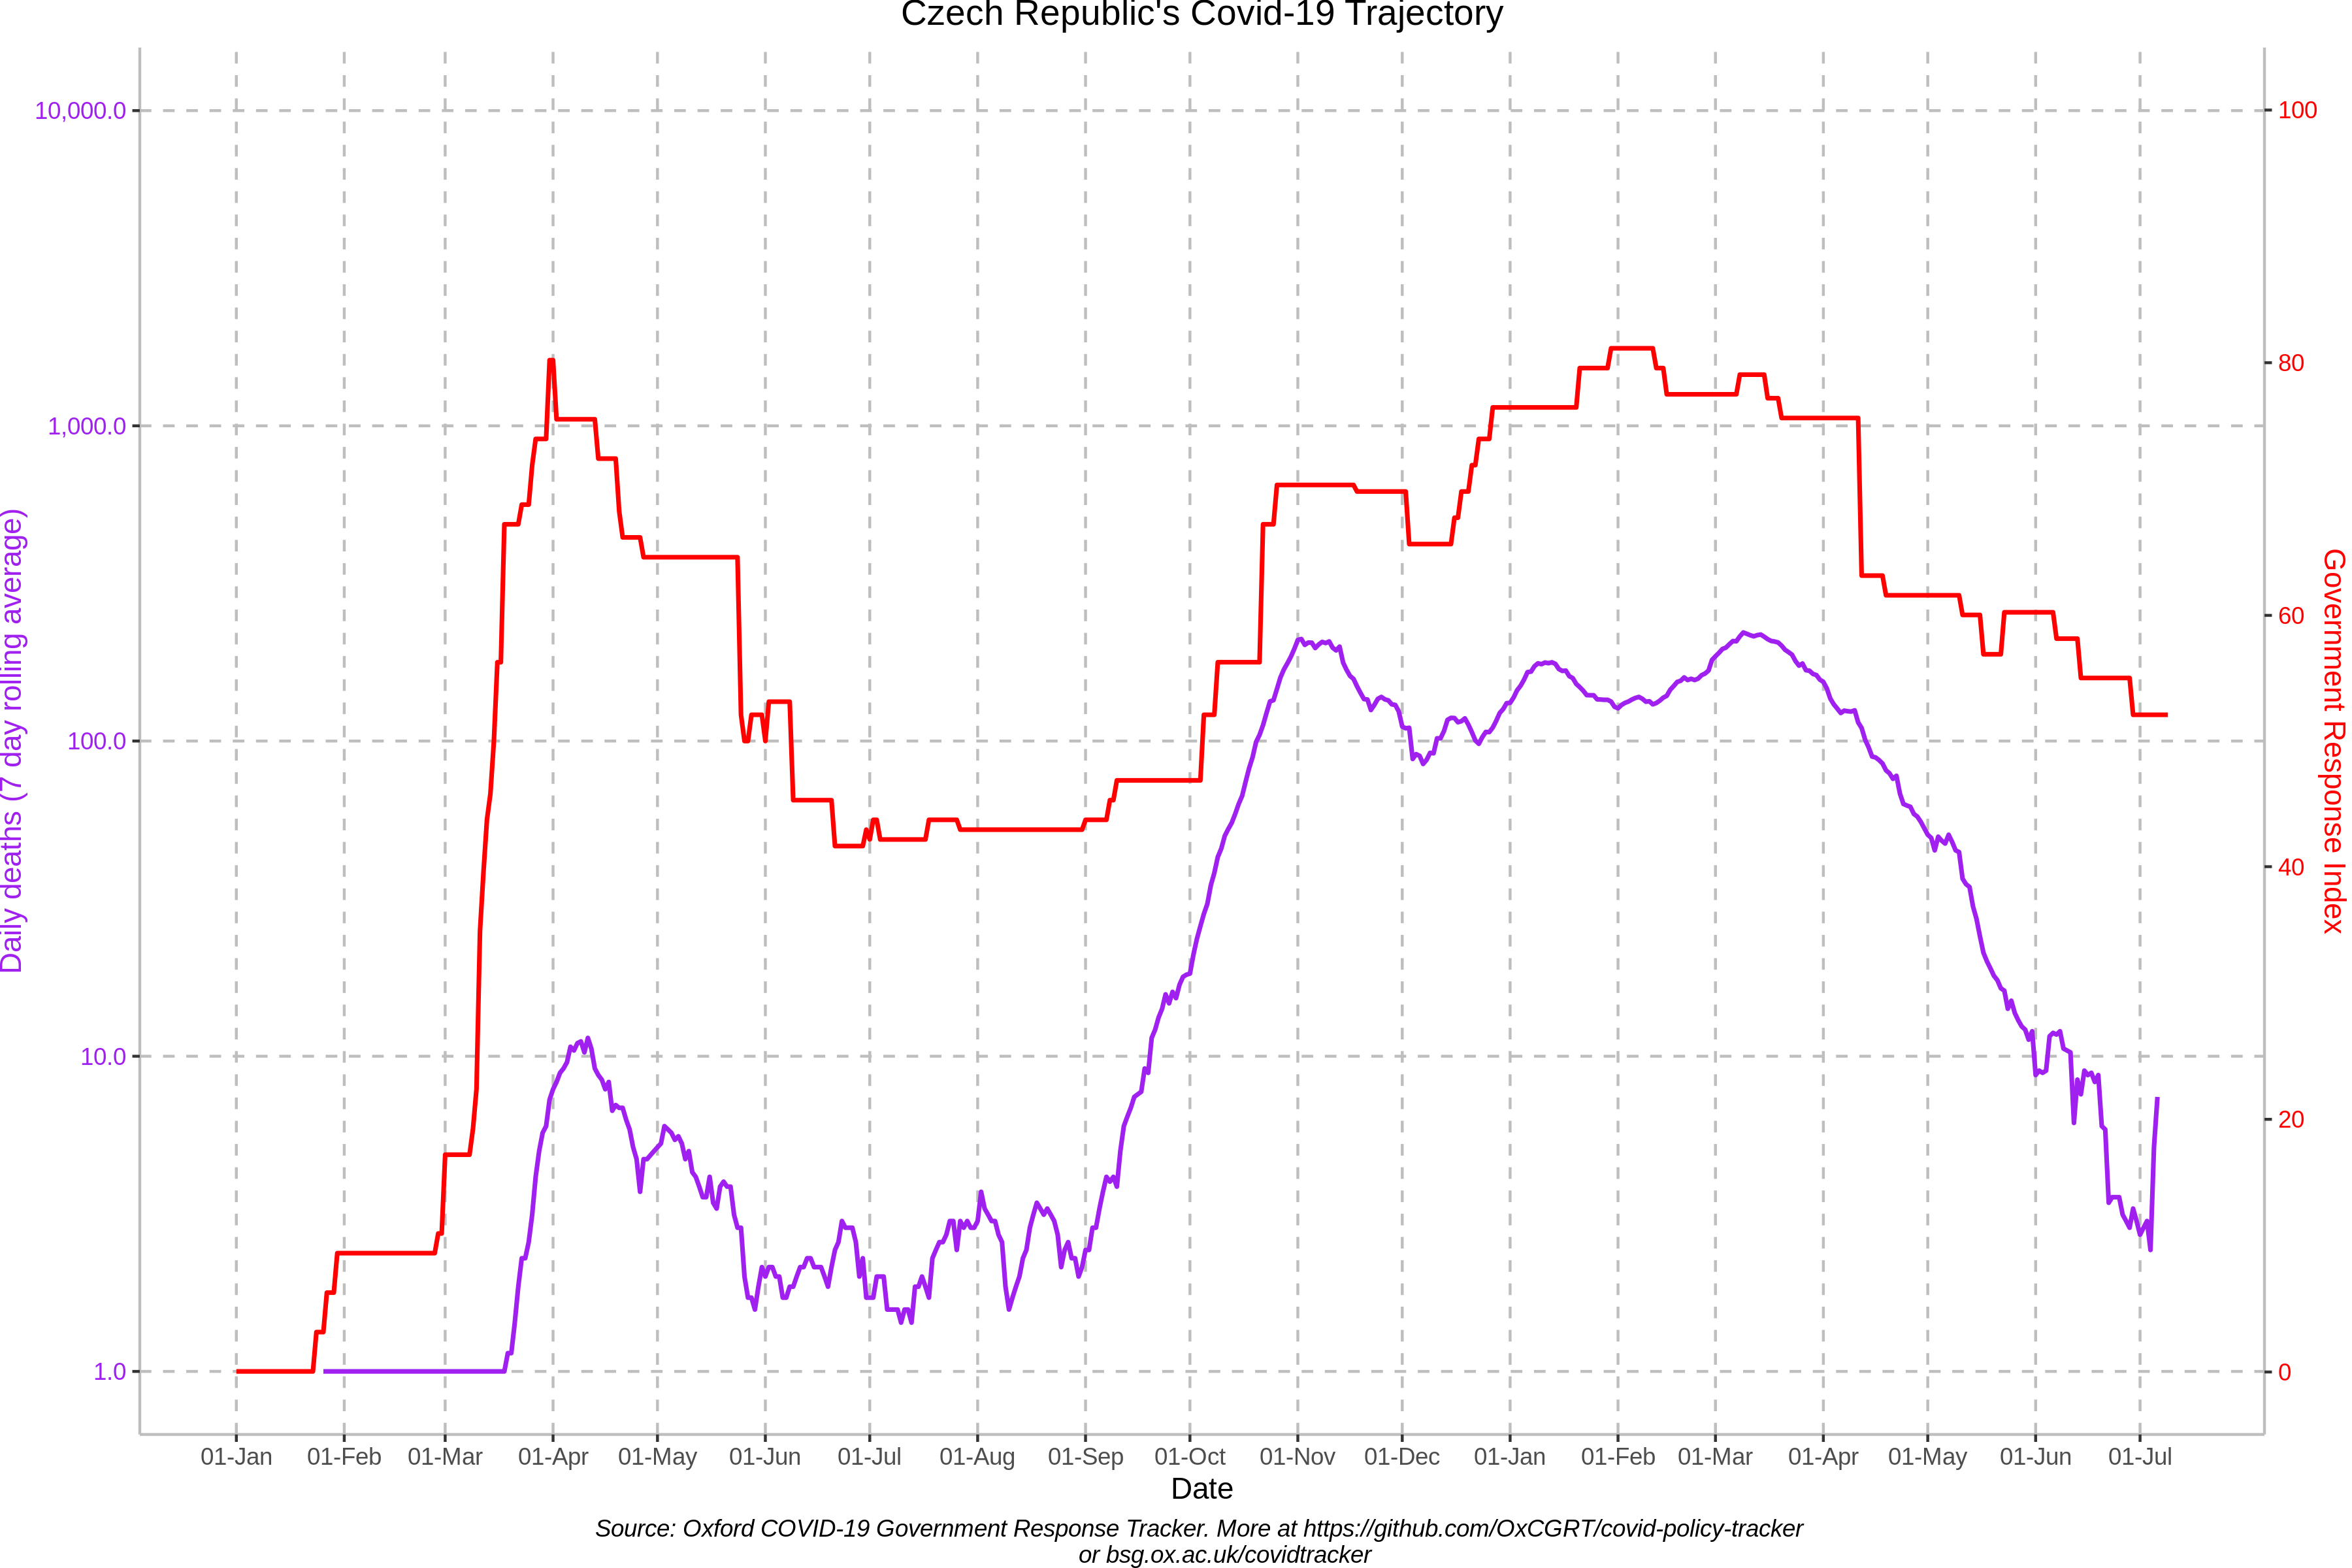 Czech Republic's Covid-19 Trajectory
10,000.0
1,000.0
100.0
10.0
1.0
Daily deaths (7 day rolling average)
100
80
60
40
20
0
Government Response Index
01-Jan 01-Feb 01-Mar 01-Apr 01-May 01-Jun 01-Jul 01-Aug 01-Sep 01-Oct 01-Nov 01-Dec 01-Jan 01-Feb 01-Mar 01-Apr 01-May 01-Jun 01-Jul
Date
Source: Oxford COVID-19 Government Response Tracker. More at https://github.com/OxCGRT/covid-policy-tracker
or bsg.ox.ac.uk/covidtracker